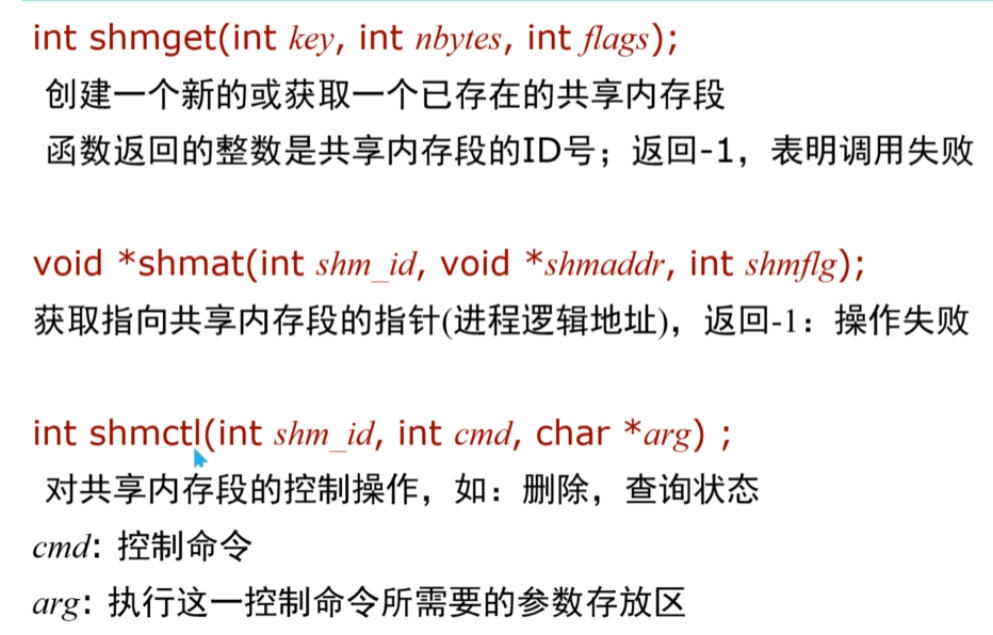 int shmget(int key, int nbytes, int flags);
创建一个新的或获取一个已存在的共享内存段
函数返回的整数是共享内存段的ID号；返回-1，表明调用失败
void *shmat(int shm_id, void *shmaddr, int shmflg);
获取指向共享内存段的指针(进程逻辑地址)，返回-1：操作失败
int shmctl(int shm_id, int cmd, char *arg) ;
对共享内存段的控制操作，如：删除，查询状态
cmd: 控制命令
arg: 执行这一控制命令所需要的参数存放区